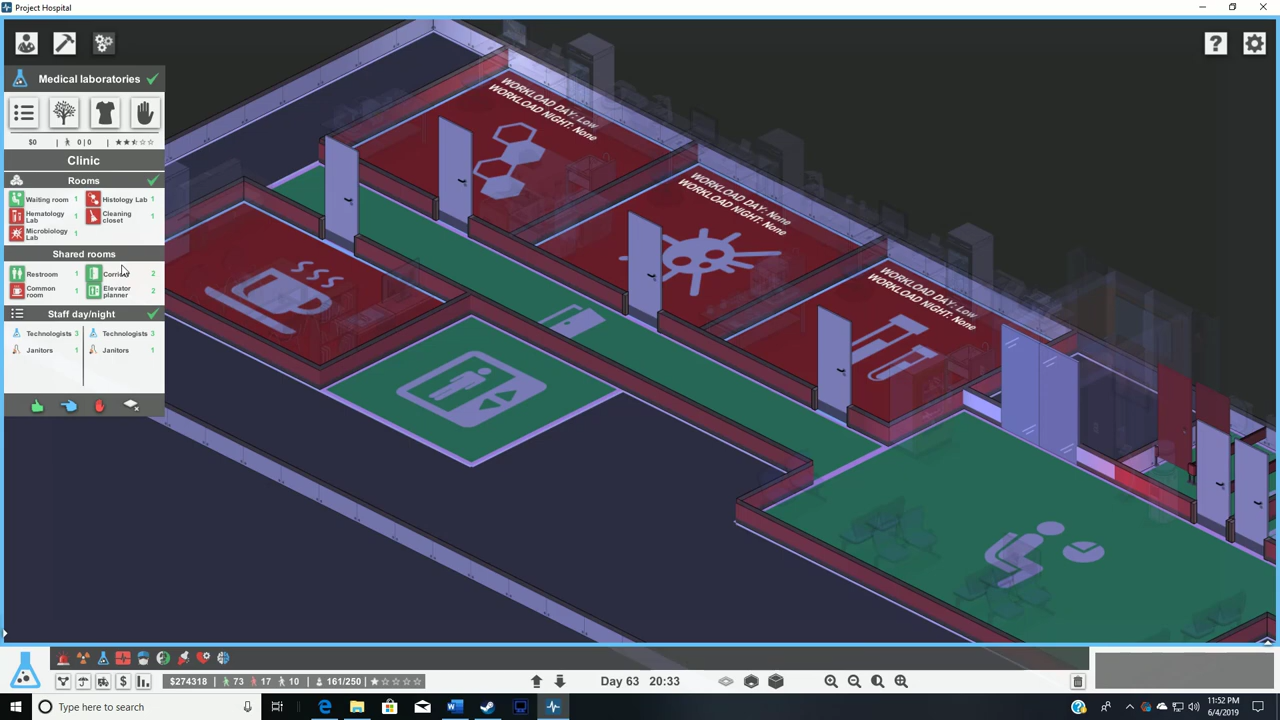 Project Hospital
Medical laboratories
$0 | 0 | 0 |
Clinic
Rooms
Waiting room 1
Histology Lab 1
Hematology Lab 1
Cleaning closet 1
Microbiology Lab 1
Shared rooms
Restroom 1
2
Common room 1
Elevator planner 2
Staff day/night
Technologists 3
Technologists 3
Janitors 1
Janitors 1
WORKLOAD DAY: Low
WORKLOAD NIGHT: None
WORKLOAD DAY: None
WORKLOAD NIGHT: None
WORKLOAD DAY: Low
WORKLOAD NIGHT: None
?
$
$274318 | 73 17 10 | 161/250 |
Day 63 20:33
Type here to search
11:52 PM
6/4/2019